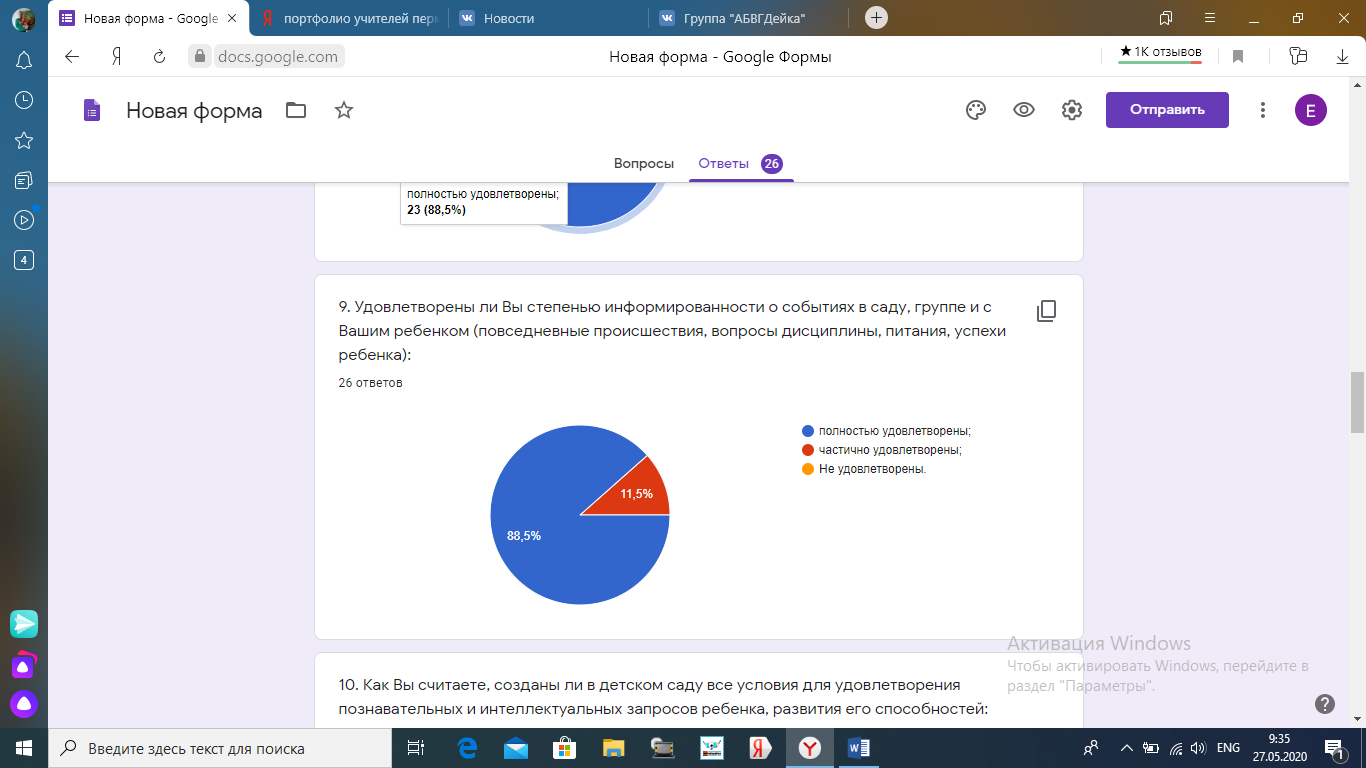 Новая форма - Google
портфолио учителей пер
Новости
Группа "АБВГДейка"
docs.google.com
Новая форма - Google Формы
★ 1К отзывов
Новая форма
Отправить
E
Вопросы
Ответы 26
полностью удовлетворены;
23 (88,5%)
9. Удовлетворены ли Вы степенью информированности о событиях в саду, группе и с
Вашим ребенком (повседневные происшествия, вопросы дисциплины, питания, успехи
ребенка):
26 ответов
полностью удовлетворены;
частично удовлетворены;
Не удовлетворены.
11,5%
88,5%
10. Как Вы считаете, созданы ли в детском саду все условия для удовлетворения
познавательных и интеллектуальных запросов ребенка, развития его способностей:
Активация Windows
Чтобы активировать Windows, перейдите в
раздел "Параметры".
4
Введите здесь текст для поиска
ENG
9:35
27.05.2020
1